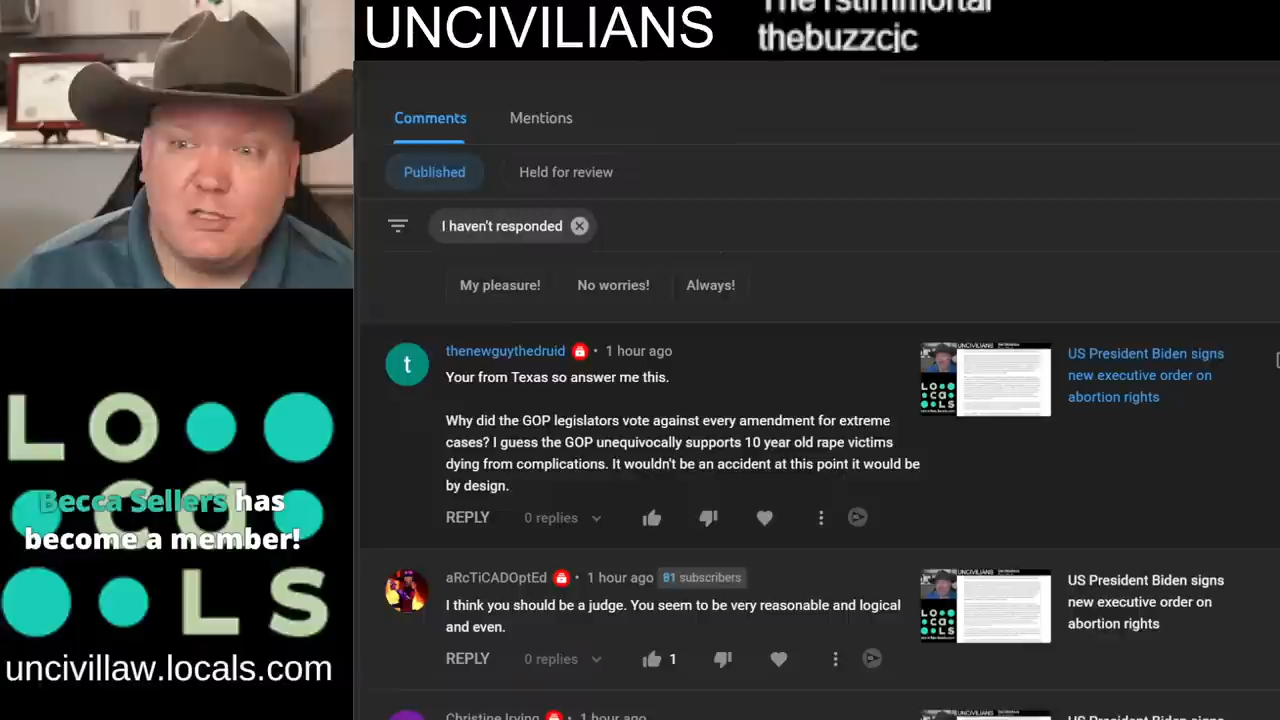 UNCIVILIANS
thebuzzcjc
Comments
Mentions
Published
Held for review
I haven't responded
My pleasure!
No worries!
Always!
t
thenewguythedruid • 1 hour ago
Your from Texas so answer me this.
Why did the GOP legislators vote against every amendment for extreme
cases? I guess the GOP unequivocally supports 10 year old rape victims
dying from complications. It wouldn't be an accident at this point it would be
by design.
REPLY
0 replies
US President Biden signs
new executive order on
abortion rights
aRcTiCADOptEd • 1 hour ago 81 subscribers
I think you should be a judge. You seem to be very reasonable and logical
and even.
REPLY
0 replies
1
US President Biden signs
new executive order on
abortion rights
Christine Irving • 1 hour ago
US President Biden signs
LOcaLS
Becca Sellers has
become a member!
uncivillaw.locals.com